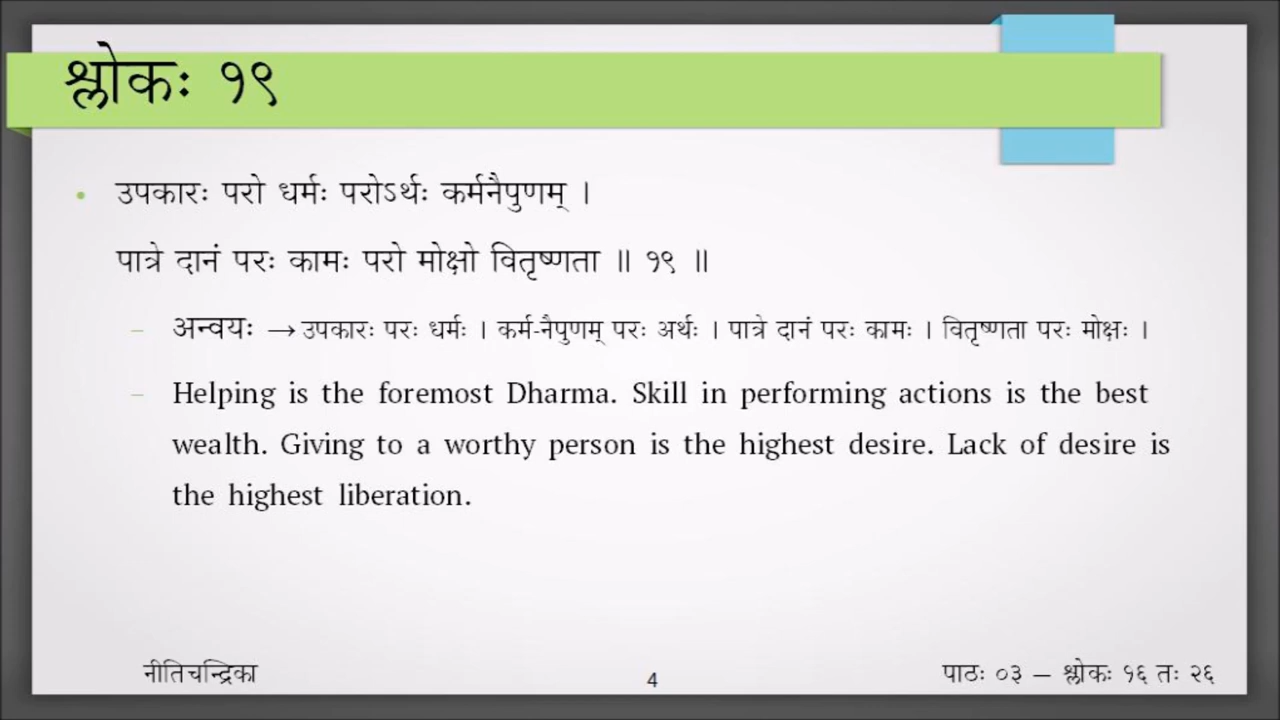 श्लोकः १९
उपकारः परो धर्मः परोऽर्थः कर्मनैपुणम् ।
पात्रे दानं परः कामः परो मोक्षो वितृष्णता ॥ १९ ॥
– अन्वयः → उपकारः परः धर्मः । कर्म-नैपुणम् परः अर्थः । पात्रे दानं परः कामः । वितृष्णता परः मोक्षः ।
– Helping is the foremost Dharma. Skill in performing actions is the best
wealth. Giving to a worthy person is the highest desire. Lack of desire is
the highest liberation.
नीतिचन्द्रिका 4 पाठः ०३ – श्लोकः १६ तः २६